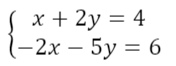 x + 2y = 4
-2x - 5y = 6